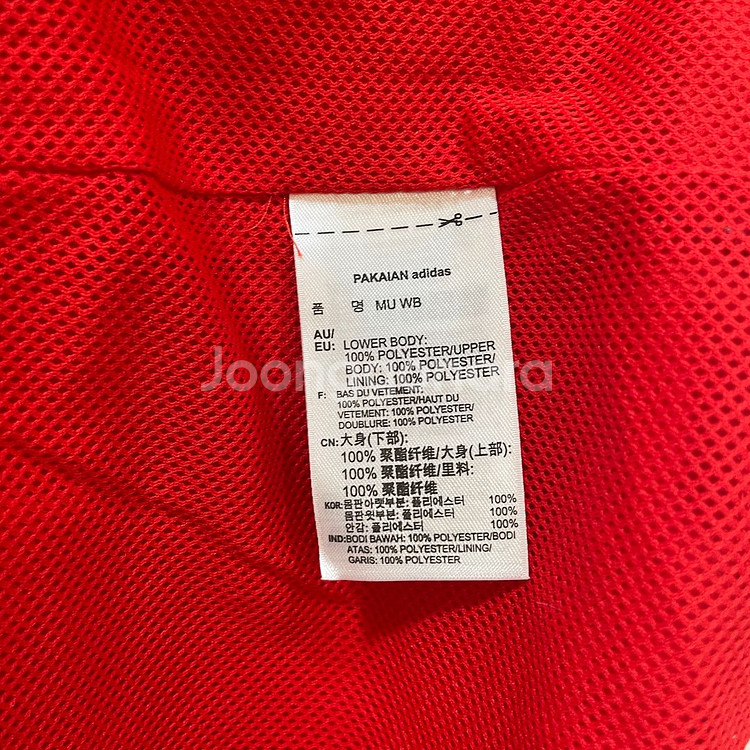 PAKAIAN adidas
품 명 MU WB
AU/
EU: LOWER BODY:
100% POLYESTER/UPPER
BODY: 100% POLYESTER/
LINING: 100% POLYESTER
F: BAS DU VETEMENT:
100% POLYESTER/HAUT DU
VETEMENT: 100% POLYESTER/
DOUBLURE: 100% POLYESTER
CN: 大身(下部):
100% 聚酯纤维/大身(上部):
100% 聚酯纤维/里料:
100% 聚酯纤维
KOR: 몸판아랫부분: 폴리에스터 100%
몸판윗부분: 폴리에스터 100%
안감: 폴리에스터 100%
IND: BODI BAWAH: 100% POLYESTER/BODI
ATAS: 100% POLYESTER/LINING/
GARIS: 100% POLYESTER